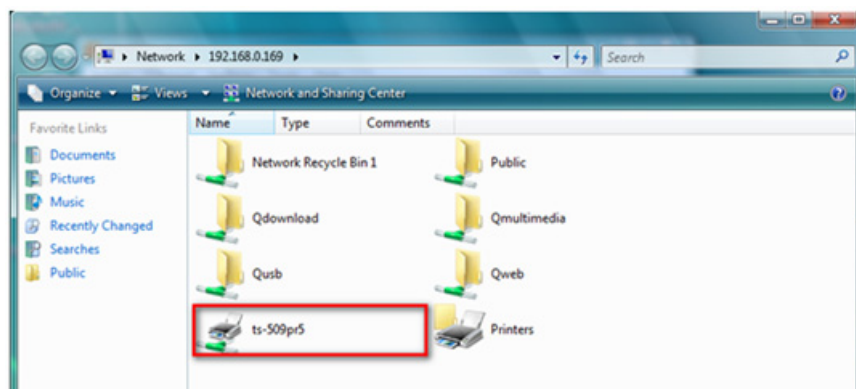 Network 192.168.0.169 Search
Organize Views Network and Sharing Center
Favorite Links
Documents
Pictures
Music
Recently Changed
Searches
Public
Name Type Comments
Network Recycle Bin 1 Public
Qdownload Qmultimedia
Qusb Qweb
ts-509pr5 Printers